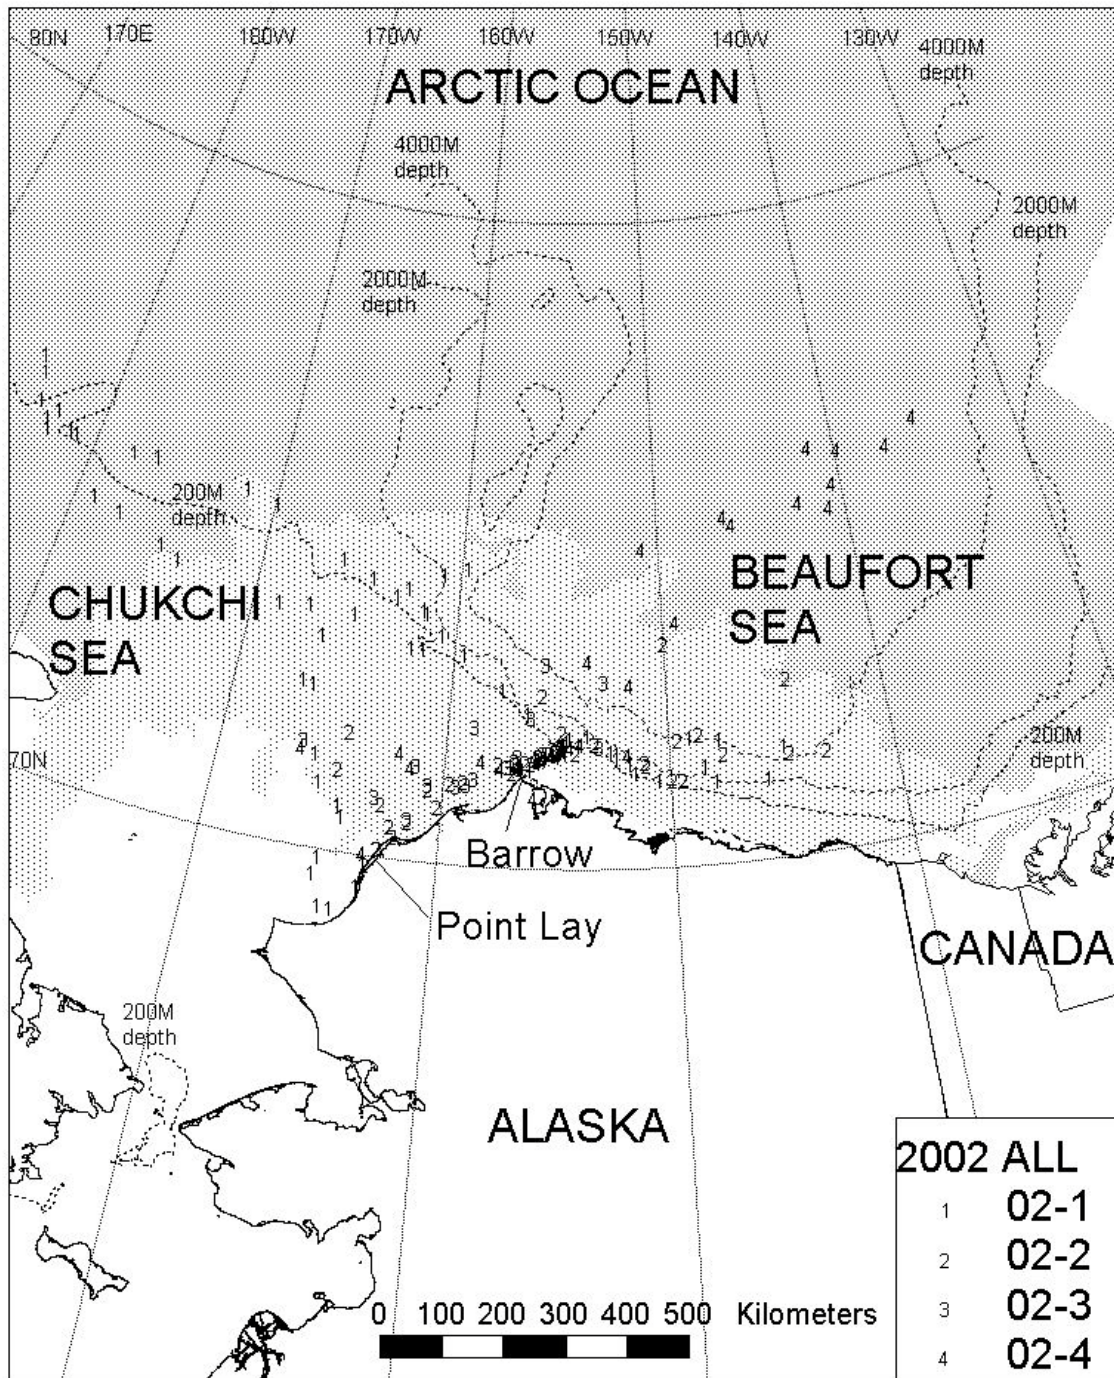 80N 170E 180W 170W 160W 150W 140W 130W
4000M
depth
ARCTIC OCEAN
4000M
depth
2000M
depth
2000M
depth
200M
depth
CHUKCHI
SEA
BEAUFORT
SEA
70N
200M
depth
Barrow
Point Lay
CANADA
200M
depth
ALASKA
0 100 200 300 400 500 Kilometers
2002 ALL
1 02-1
2 02-2
3 02-3
4 02-4